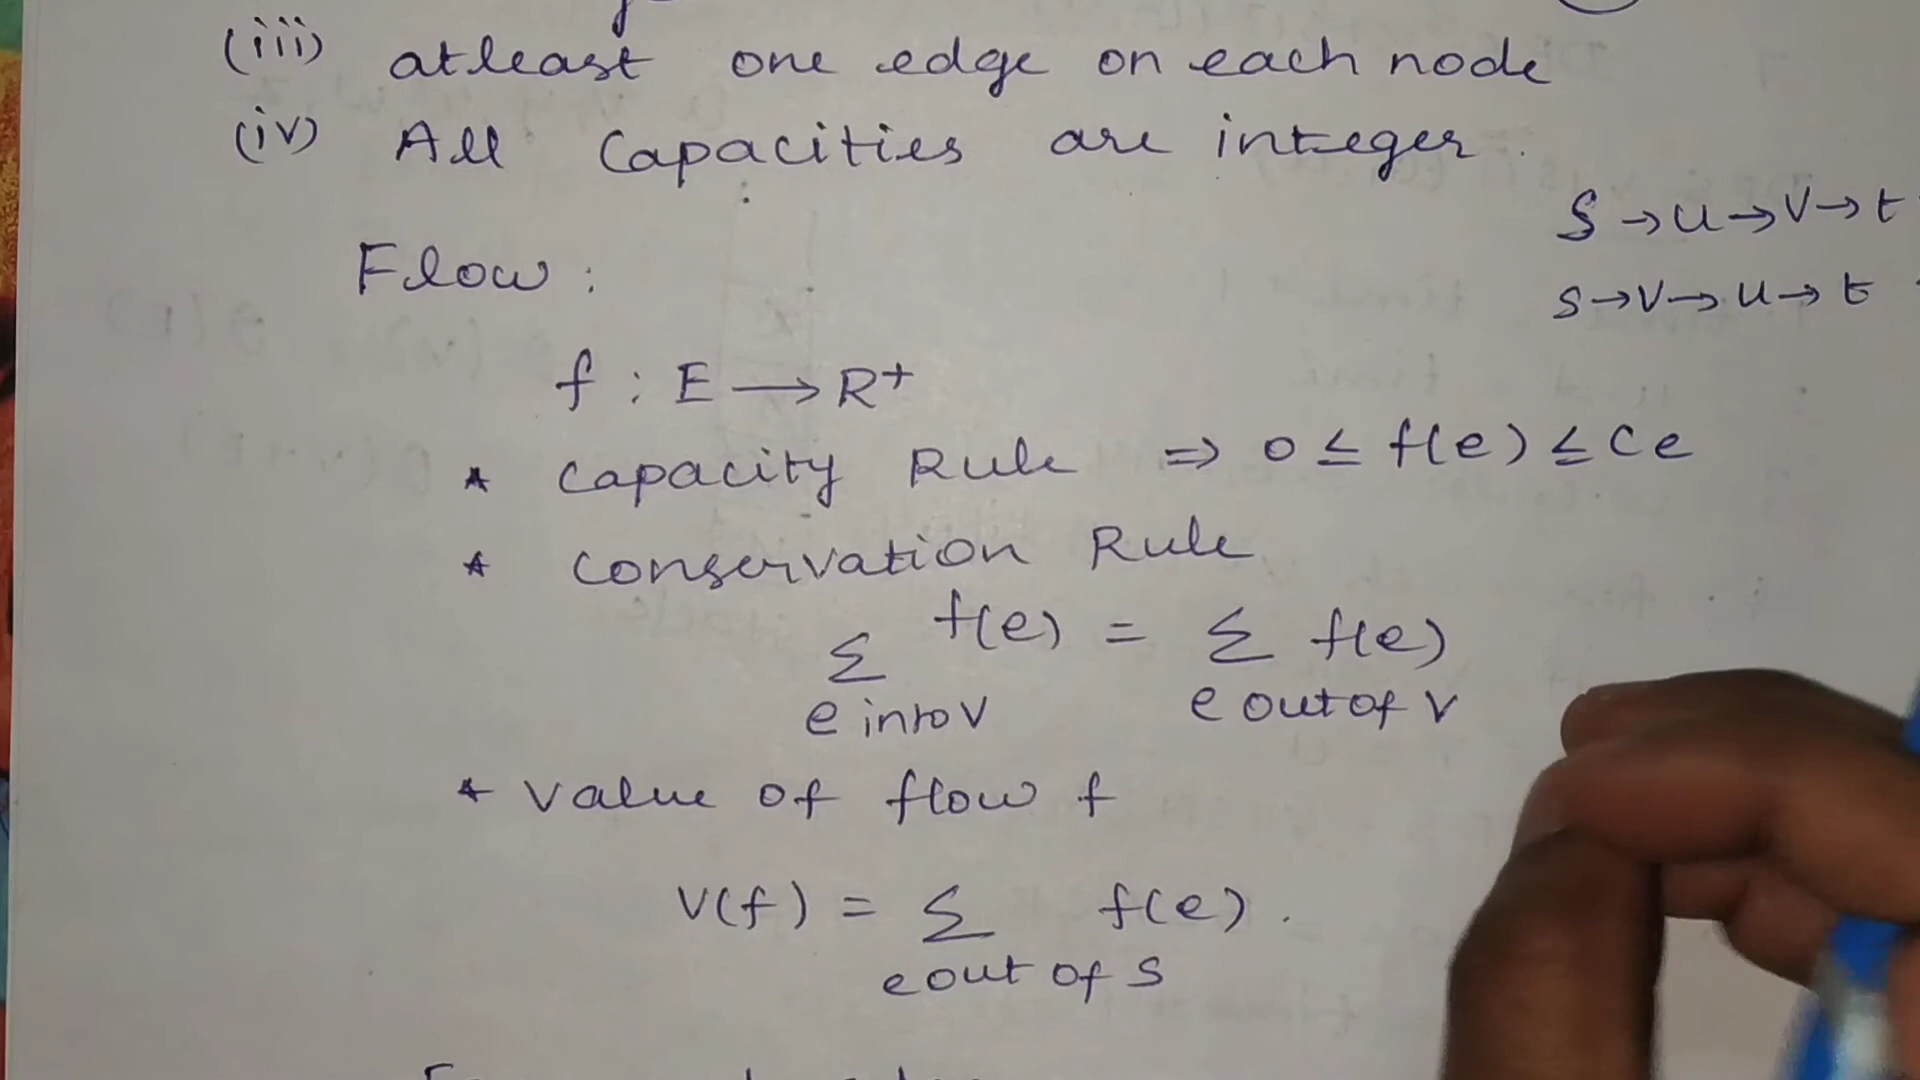 (iii) atleast one edge on each node
(iv) All Capacities are integer.
S → u → V → t
S → V → u → t
Flow :
f : E → R+
* Capacity Rule ⇒ 0 ≤ f(e) ≤ Ce
* Conservation Rule
Σ f(e) = Σ f(e)
e into V e out of V
* value of flow f
V(f) = Σ f(e).
e out of S